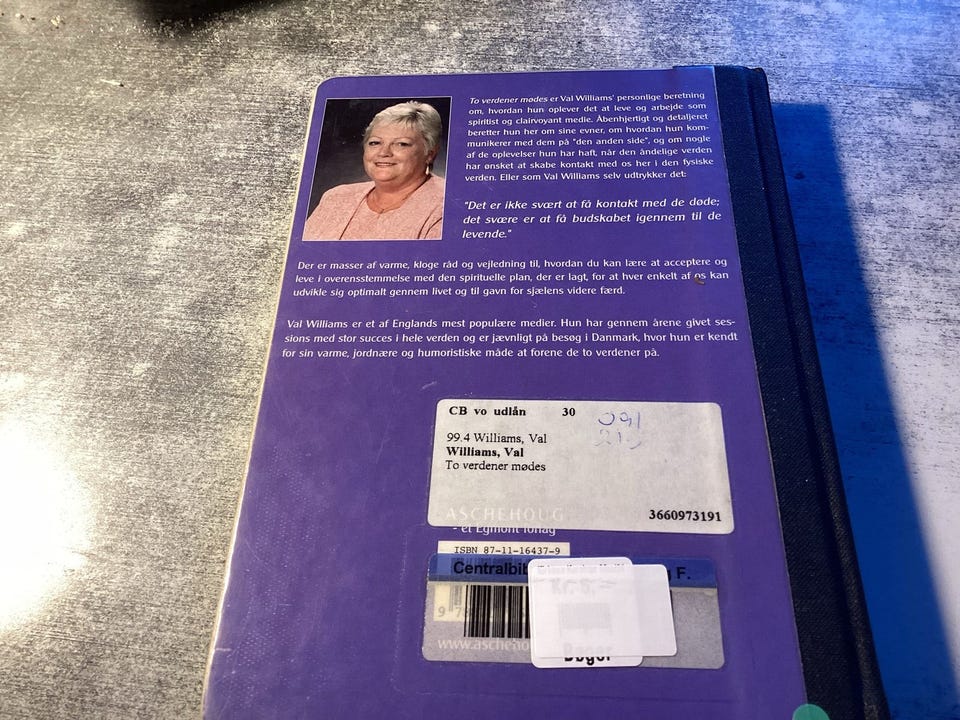 To verdener mødes er Val Williams' personlige beretning
om, hvordan hun oplever det at leve og arbejde som
spiritist og clairvoyant medie. Åbenhjertigt og detaljeret
beretter hun her om sine evner, om hvordan hun kom-
munikerer med dem på "den anden side", og om nogle
af de oplevelser hun har haft, når den åndelige verden
har ønsket at skabe kontakt med os her i den fysiske
verden. Eller som Val Williams selv udtrykker det:
"Det er ikke svært at få kontakt med de døde;
det svære er at få budskabet igennem til de
levende."
Der er masser af varme, kloge råd og vejledning til, hvordan du kan lære at acceptere og
leve i overensstemmelse med den spirituelle plan, der er lagt, for at hver enkelt af os kan
udvikle sig optimalt gennem livet og til gavn for sjælens videre færd.
Val Williams er et af Englands mest populære medier. Hun har gennem årene givet ses-
sions med stor succes i hele verden og er jævnligt på besøg i Danmark, hvor hun er kendt
for sin varme, jordnære og humoristiske måde at forene de to verdener på.
CB vo udlån 30
99.4 Williams, Val
Williams, Val
To verdener mødes
ASCHEHOUG
3660973191
- et Egmont forlag
ISBN 87-11-16437-9
Centralbib F.
Kr. 5.-
9 78
www.ascheho
Bøger